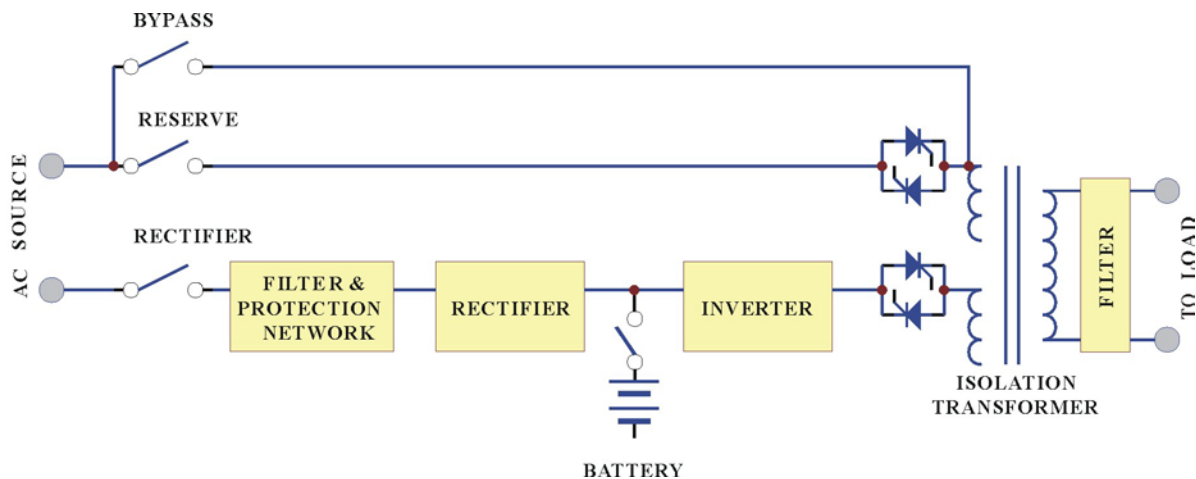 BYPASS
RESERVE
AC SOURCE
RECTIFIER
FILTER &
PROTECTION
NETWORK
RECTIFIER
INVERTER
BATTERY
ISOLATION
TRANSFORMER
FILTER
TO LOAD